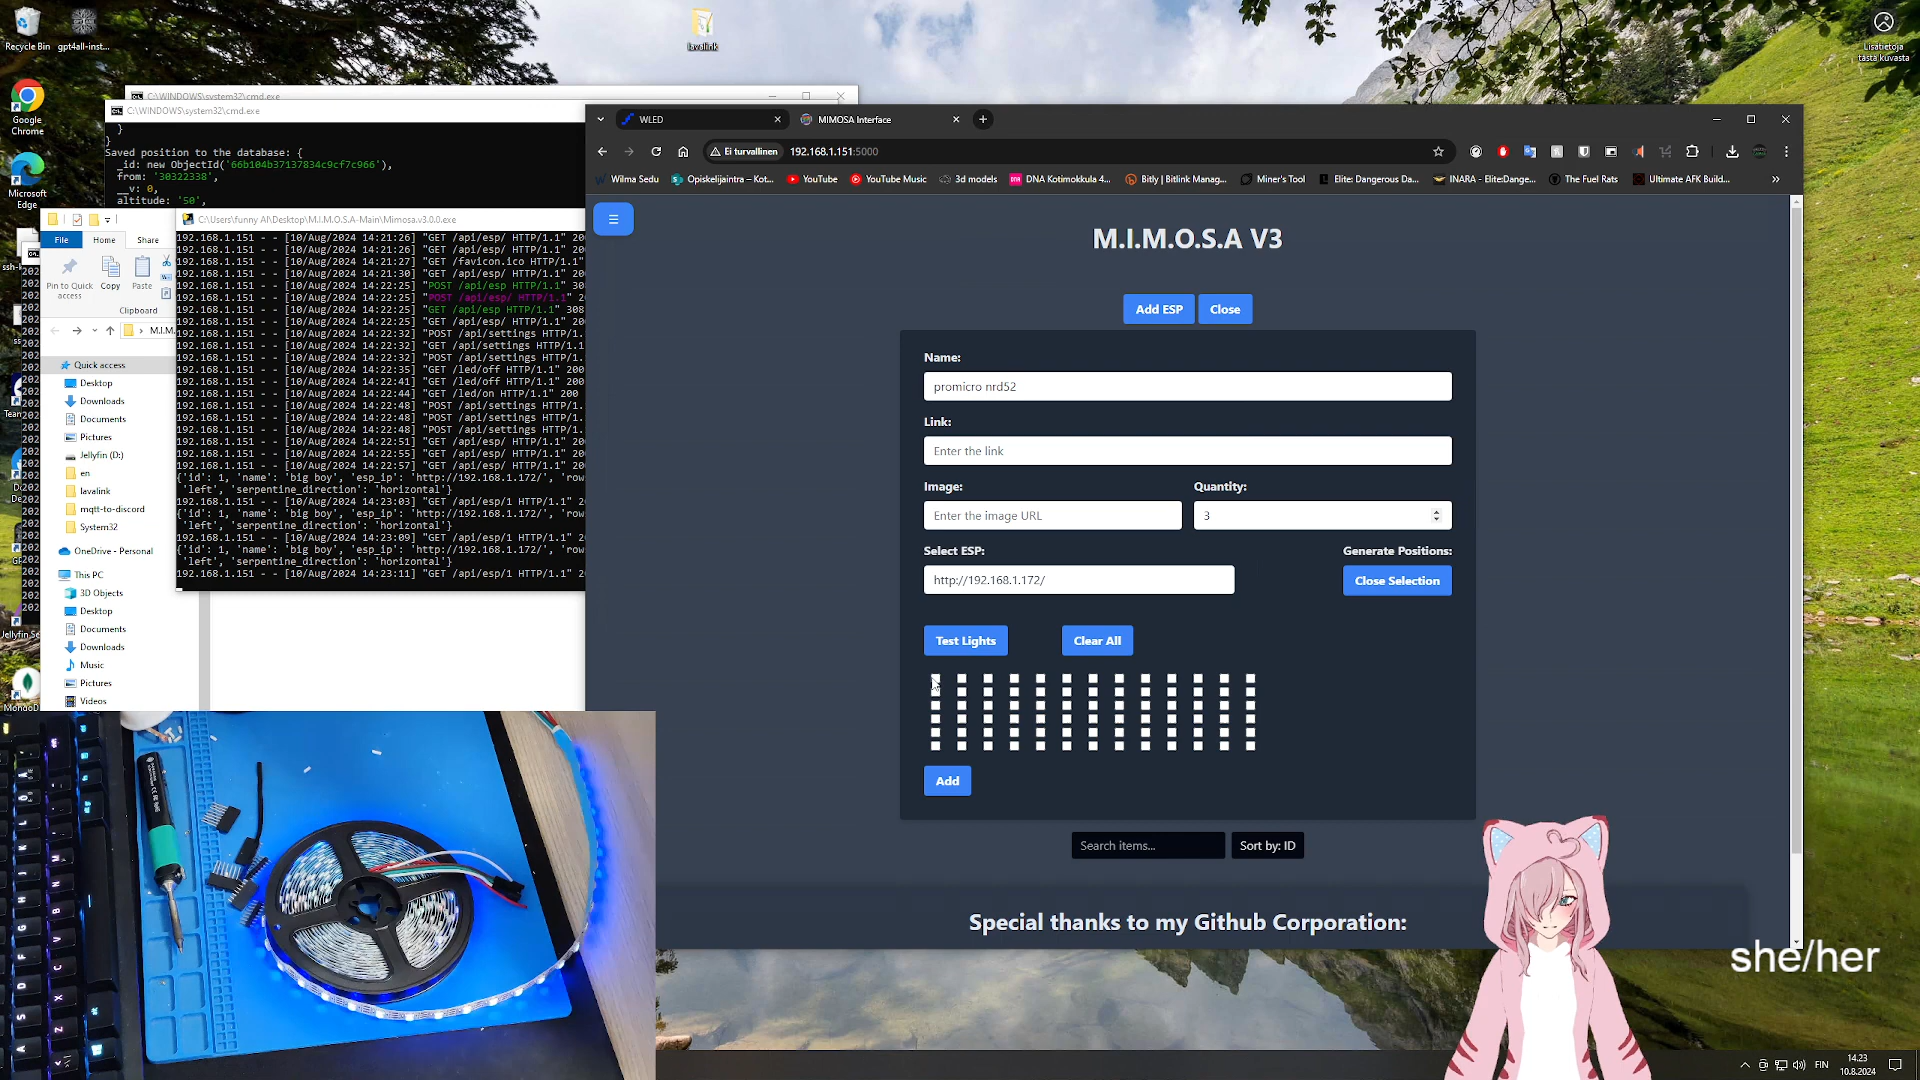 Recycle Bin
gpt4all-inst...
lavalink
Lisätietoja
tästä kuvasta
Google
Chrome
Microsoft
Edge
C:\WINDOWS\system32\cmd.exe
C:\WINDOWS\system32\cmd.exe
}
}
Saved position to the database: {
_id: new ObjectId('66b104b37137834c9cf7c966'),
from: '30322338',
__v: 0,
altitude: '50',
File
Home
Share
Pin to Quick
access
Copy
Paste
Clipboard
Quick access
Desktop
Downloads
Documents
Pictures
Jellyfin (D:)
en
lavalink
mqtt-to-discord
System32
OneDrive - Personal
This PC
3D Objects
Desktop
Documents
Downloads
Music
Pictures
Videos
C:\Users\funny AI\Desktop\M.I.M.O.S.A-Main\Mimosa.v3.0.0.exe
192.168.1.151 - - [10/Aug/2024 14:21:26] "GET /api/esp/ HTTP/1.1" 20
192.168.1.151 - - [10/Aug/2024 14:21:26] "GET /api/esp/ HTTP/1.1" 20
192.168.1.151 - - [10/Aug/2024 14:21:27] "GET /favicon.ico HTTP/1.1"
192.168.1.151 - - [10/Aug/2024 14:21:30] "GET /api/esp/ HTTP/1.1" 20
192.168.1.151 - - [10/Aug/2024 14:22:25] "POST /api/esp HTTP/1.1" 30
192.168.1.151 - - [10/Aug/2024 14:22:25] "POST /api/esp/ HTTP/1.1" 2
192.168.1.151 - - [10/Aug/2024 14:22:25] "GET /api/esp HTTP/1.1" 308
192.168.1.151 - - [10/Aug/2024 14:22:25] "GET /api/esp/ HTTP/1.1" 20
192.168.1.151 - - [10/Aug/2024 14:22:32] "POST /api/settings HTTP/1.
192.168.1.151 - - [10/Aug/2024 14:22:32] "GET /api/settings HTTP/1.1
192.168.1.151 - - [10/Aug/2024 14:22:32] "POST /api/settings HTTP/1.
192.168.1.151 - - [10/Aug/2024 14:22:35] "GET /led/off HTTP/1.1" 200
192.168.1.151 - - [10/Aug/2024 14:22:41] "GET /led/off HTTP/1.1" 200
192.168.1.151 - - [10/Aug/2024 14:22:44] "GET /led/on HTTP/1.1" 200
192.168.1.151 - - [10/Aug/2024 14:22:48] "POST /api/settings HTTP/1.
192.168.1.151 - - [10/Aug/2024 14:22:48] "POST /api/settings HTTP/1.
192.168.1.151 - - [10/Aug/2024 14:22:48] "POST /api/settings HTTP/1.
192.168.1.151 - - [10/Aug/2024 14:22:51] "GET /api/esp/ HTTP/1.1" 20
192.168.1.151 - - [10/Aug/2024 14:22:55] "GET /api/esp/ HTTP/1.1" 20
192.168.1.151 - - [10/Aug/2024 14:22:57] "GET /api/esp/ HTTP/1.1" 20
{'id': 1, 'name': 'big boy', 'esp_ip': 'http://192.168.1.172/', 'row
'left', 'serpentine_direction': 'horizontal'}
192.168.1.151 - - [10/Aug/2024 14:23:03] "GET /api/esp/1 HTTP/1.1" 2
{'id': 1, 'name': 'big boy', 'esp_ip': 'http://192.168.1.172/', 'row
'left', 'serpentine_direction': 'horizontal'}
192.168.1.151 - - [10/Aug/2024 14:23:09] "GET /api/esp/1 HTTP/1.1" 2
{'id': 1, 'name': 'big boy', 'esp_ip': 'http://192.168.1.172/', 'row
'left', 'serpentine_direction': 'horizontal'}
192.168.1.151 - - [10/Aug/2024 14:23:11] "GET /api/esp/1 HTTP/1.1" 2
WLED
MIMOSA Interface
Ei turvallinen
192.168.1.151:5000
Wilma Sedu
Opiskelijaintra – Kot...
YouTube
YouTube Music
3d models
DNA Kotimokkula 4...
Bitly | Bitlink Manag...
Miner's Tool
Elite: Dangerous Da...
INARA - Elite:Dange...
The Fuel Rats
Ultimate AFK Build...
M.I.M.O.S.A V3
Add ESP
Close
Name:
promicro nrd52
Link:
Enter the link
Image:
Quantity:
Enter the image URL
3
Select ESP:
Generate Positions:
http://192.168.1.172/
Close Selection
Test Lights
Clear All
Add
Search items...
Sort by: ID
Special thanks to my Github Corporation:
she/her
FIN
14.23
10.8.2024